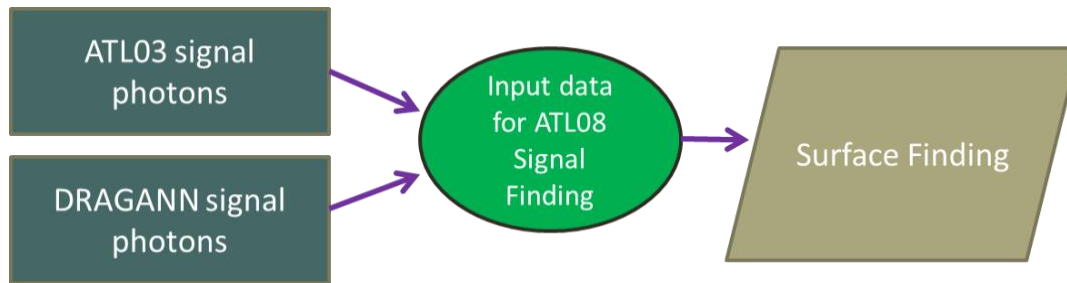 ATL03 signal
photons
DRAGANN signal
photons
Input data
for ATL08
Signal
Finding
Surface Finding